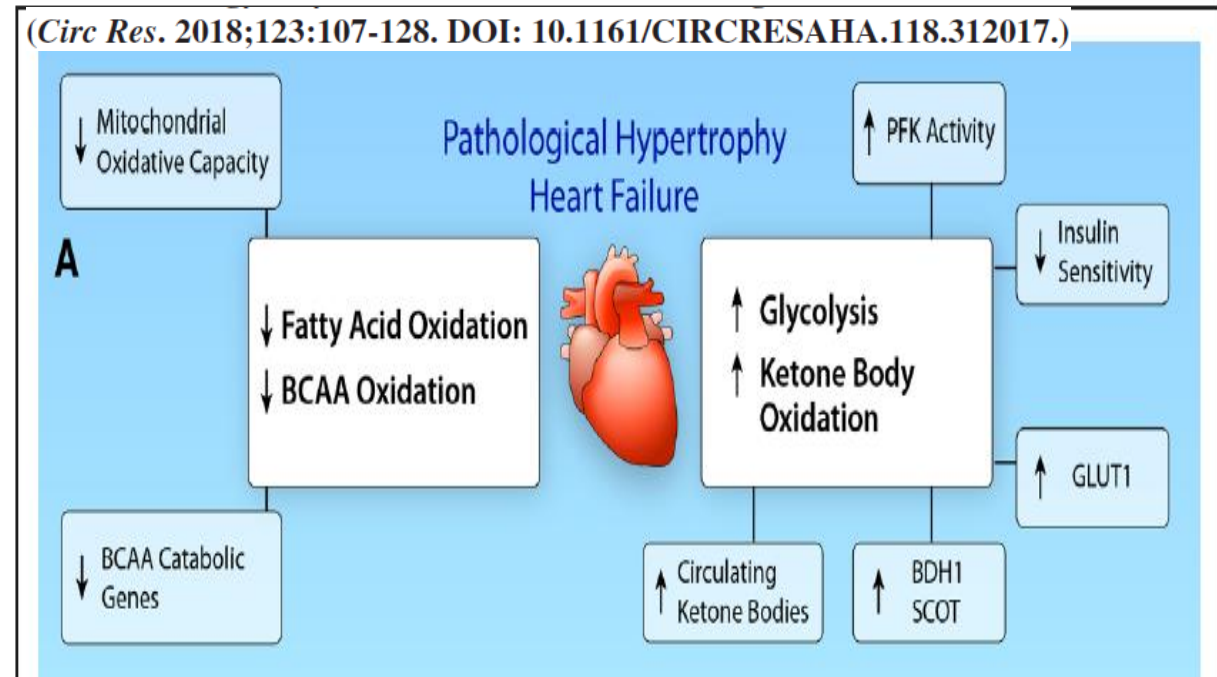 (Circ Res. 2018;123:107-128. DOI: 10.1161/CIRCRESAHA.118.312017.)
↓ Mitochondrial
Oxidative Capacity
Pathological Hypertrophy
Heart Failure
↑ PFK Activity
A
↓ Insulin
Sensitivity
↓ Fatty Acid Oxidation
↓ BCAA Oxidation
↑ Glycolysis
↑ Ketone Body
Oxidation
↑ GLUT1
↓ BCAA Catabolic
Genes
↑ Circulating
Ketone Bodies
↑ BDH1
SCOT